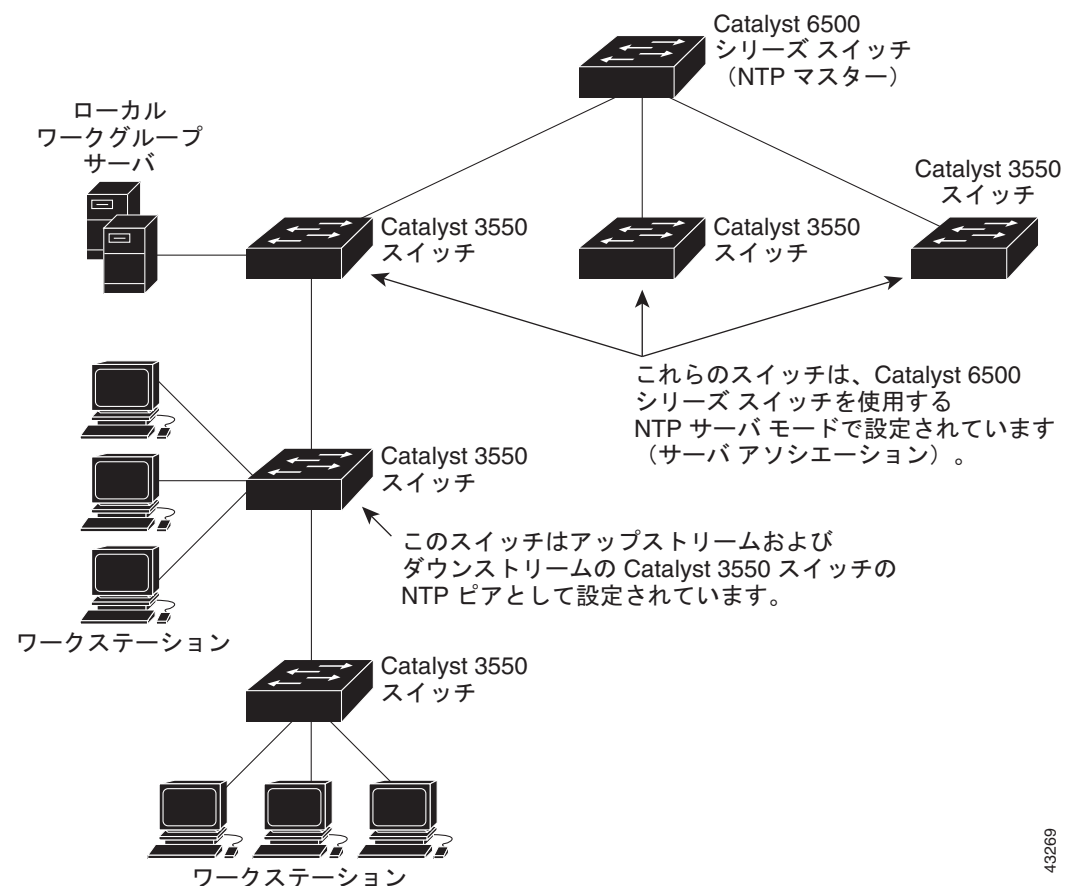 Catalyst 6500
シリーズ スイッチ
（NTP マスター）
ローカル
ワークグループ
サーバ
Catalyst 3550
スイッチ
Catalyst 3550
スイッチ
Catalyst 3550
スイッチ
これらのスイッチは、Catalyst 6500
シリーズ スイッチを使用する
NTP サーバ モードで設定されています
（サーバ アソシエーション）。
Catalyst 3550
スイッチ
このスイッチはアップストリームおよび
ダウンストリームの Catalyst 3550 スイッチの
NTP ピアとして設定されています。
ワークステーション
Catalyst 3550
スイッチ
ワークステーション
43269